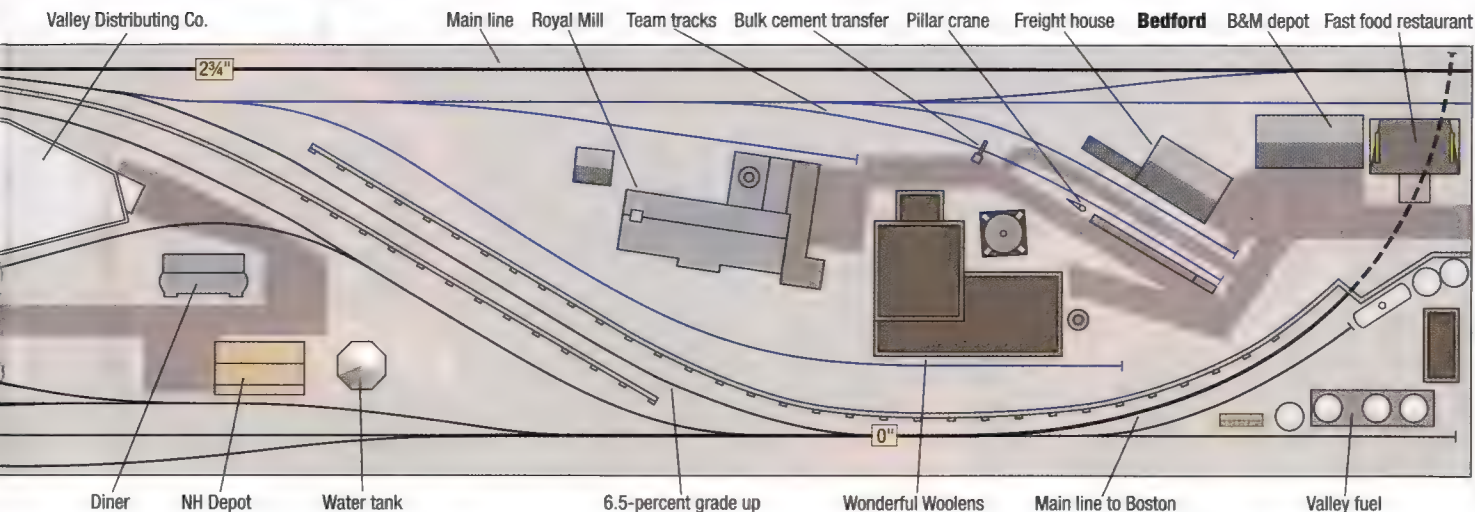 Valley Distributing Co.
Main line
Royal Mill
Team tracks
Bulk cement transfer
Pillar crane
Freight house
Bedford
B&M depot
Fast food restaurant
2¾"
0"
Diner
NH Depot
Water tank
6.5-percent grade up
Wonderful Woolens
Main line to Boston
Valley fuel